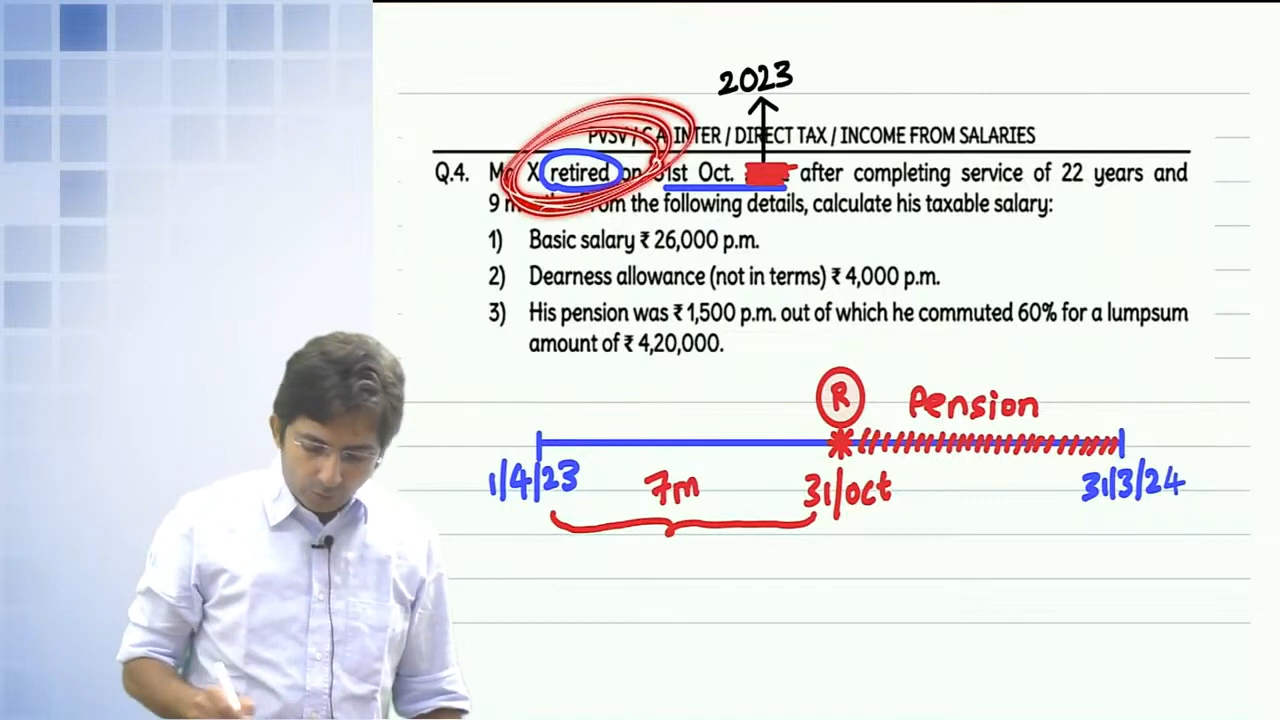 2023
PVSV / C A INTER / DIRECT TAX / INCOME FROM SALARIES
Q.4. Mr. X retired on 31st Oct. after completing service of 22 years and
9 From the following details, calculate his taxable salary:
1) Basic salary ₹ 26,000 p.m.
2) Dearness allowance (not in terms) ₹ 4,000 p.m.
3) His pension was ₹ 1,500 p.m. out of which he commuted 60% for a lumpsum
amount of ₹ 4,20,000.
R Pension
1/4/23 7m 31/oct 31/3/24